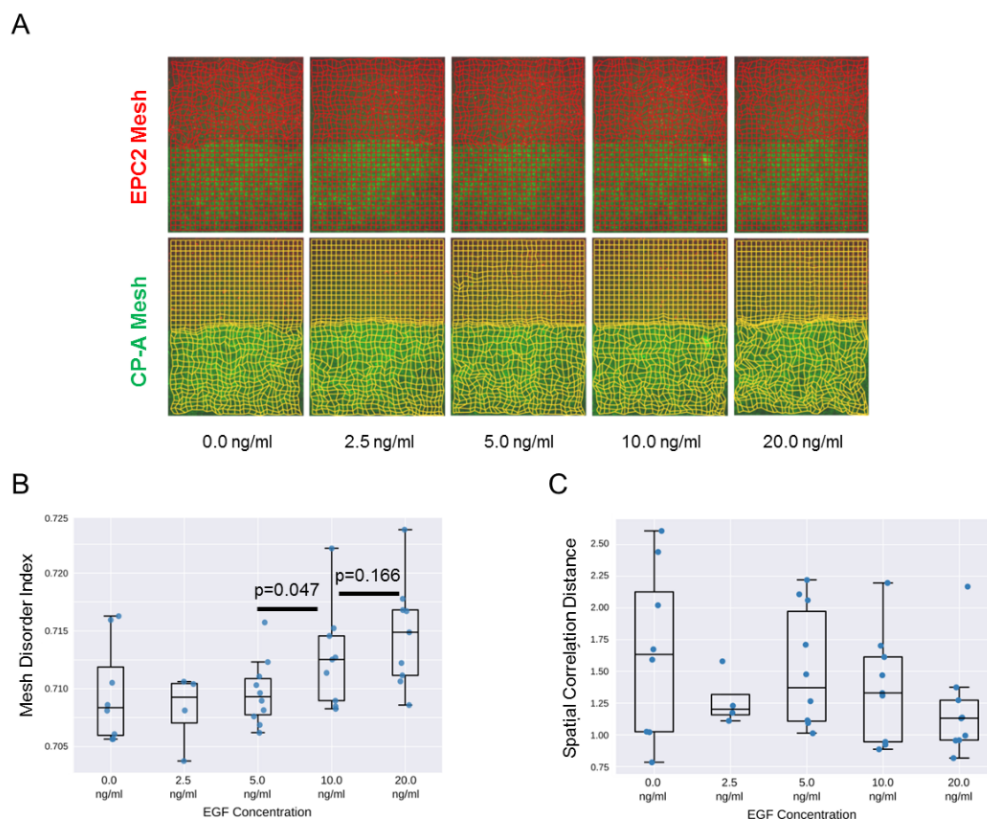 A
EPC2 Mesh
CP-A Mesh
0.0 ng/ml 2.5 ng/ml 5.0 ng/ml 10.0 ng/ml 20.0 ng/ml
B
Mesh Disorder Index
0.725
0.720
0.715
0.710
0.705
p=0.047
p=0.166
0.0 2.5 5.0 10.0 20.0
ng/ml ng/ml ng/ml ng/ml ng/ml
EGF Concentration
C
Spatial Correlation Distance
2.50
2.25
2.00
1.75
1.50
1.25
1.00
0.75
0.0 2.5 5.0 10.0 20.0
ng/ml ng/ml ng/ml ng/ml ng/ml
EGF Concentration